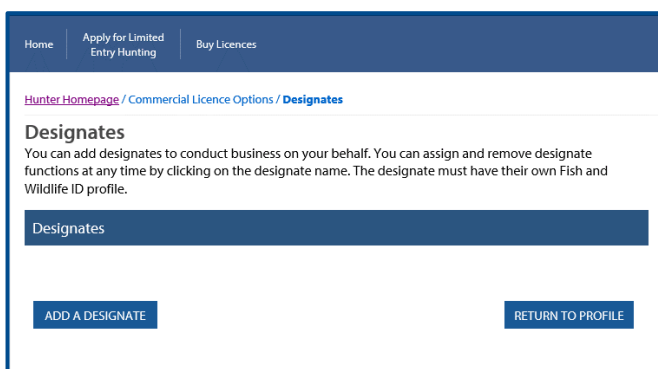 Home
Apply for Limited
Entry Hunting
Buy Licences
Hunter Homepage / Commercial Licence Options / Designates
Designates
You can add designates to conduct business on your behalf. You can assign and remove designate
functions at any time by clicking on the designate name. The designate must have their own Fish and
Wildlife ID profile.
Designates
ADD A DESIGNATE
RETURN TO PROFILE